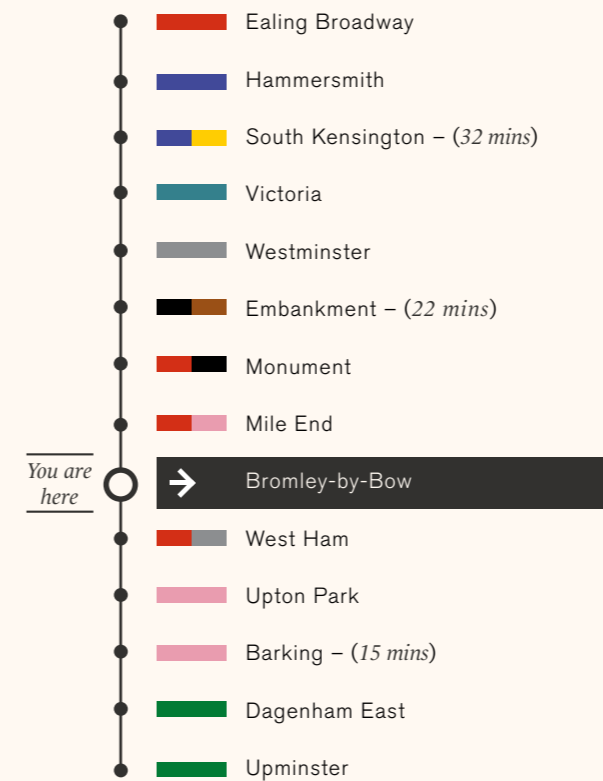 Ealing Broadway
Hammersmith
South Kensington – (32 mins)
Victoria
Westminster
Embankment – (22 mins)
Monument
Mile End
You are
here
Bromley-by-Bow
West Ham
Upton Park
Barking – (15 mins)
Dagenham East
Upminster